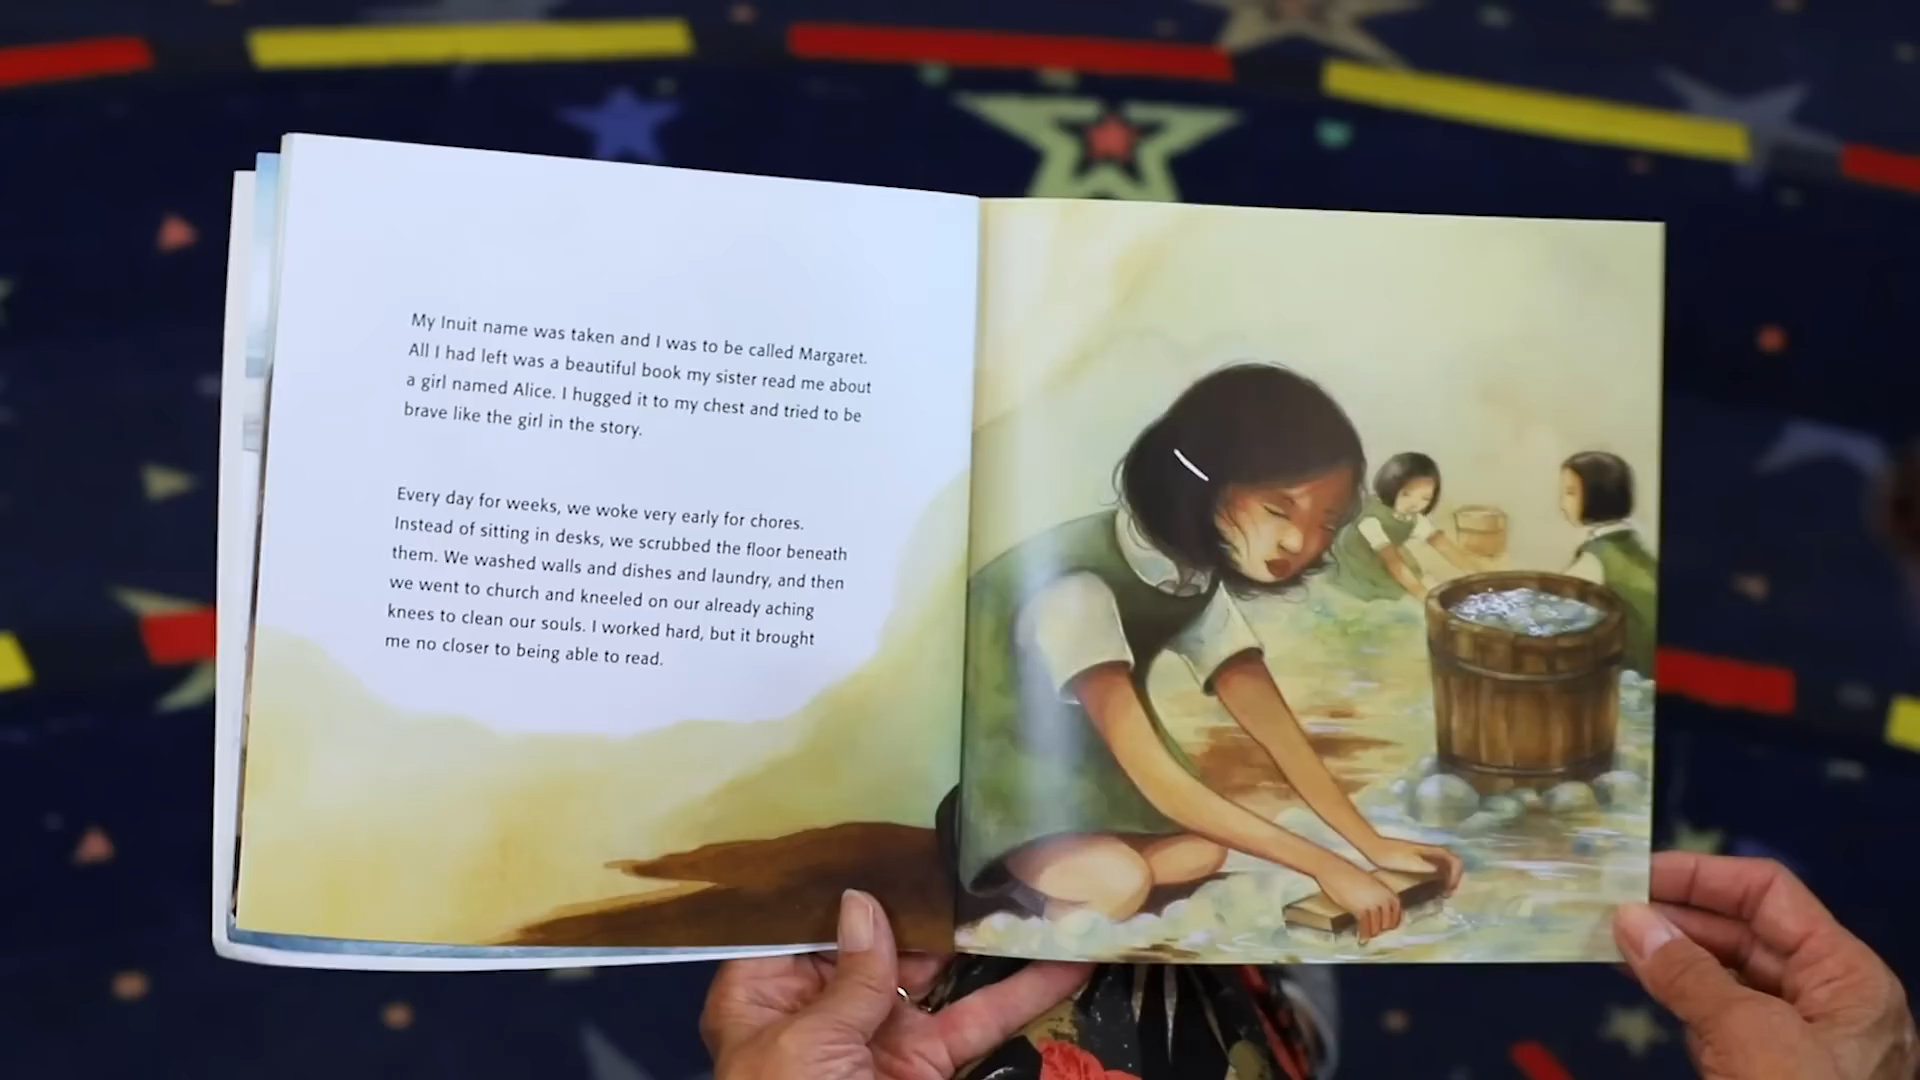 My Inuit name was taken and I was to be called Margaret.
All I had left was a beautiful book my sister read me about
a girl named Alice. I hugged it to my chest and tried to be
brave like the girl in the story.
Every day for weeks, we woke very early for chores.
Instead of sitting in desks, we scrubbed the floor beneath
them. We washed walls and dishes and laundry, and then
we went to church and kneeled on our already aching
knees to clean our souls. I worked hard, but it brought
me no closer to being able to read.